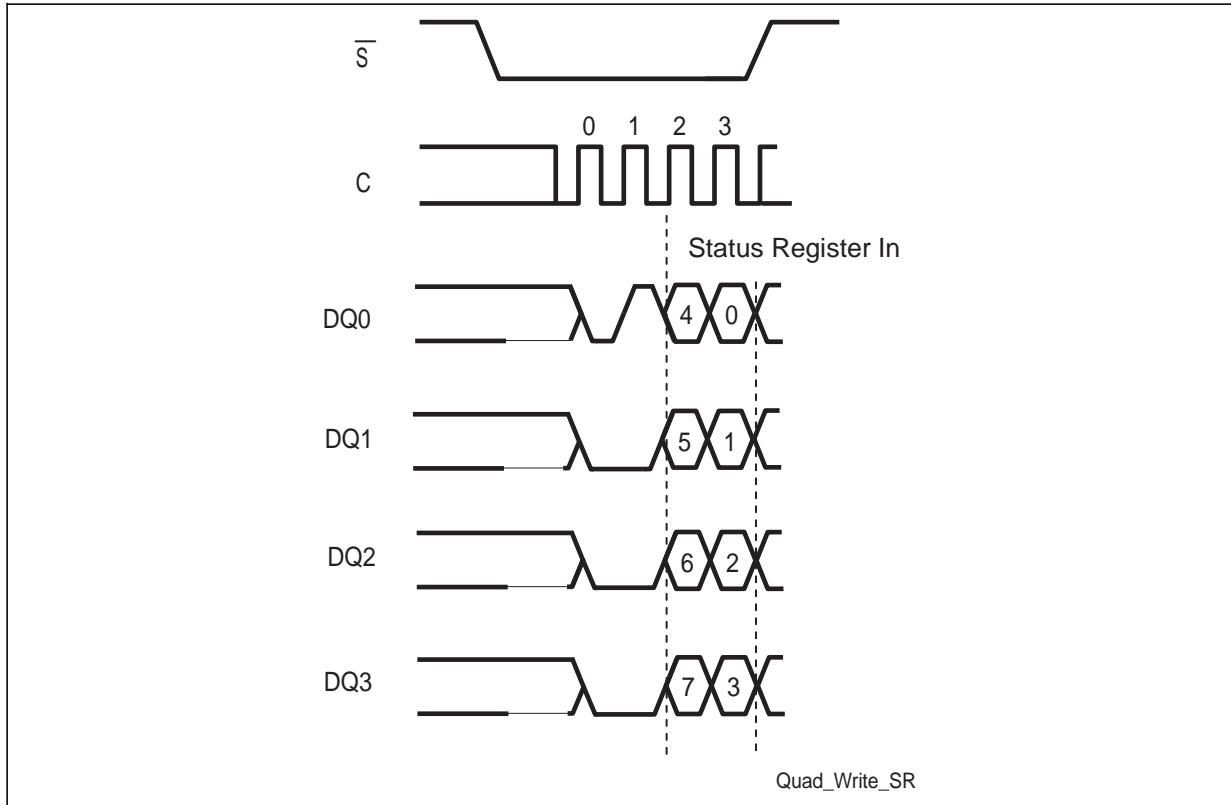 S
0 1 2 3
C
Status Register In
DQ0
4 0
DQ1
5 1
DQ2
6 2
DQ3
7 3
Quad_Write_SR